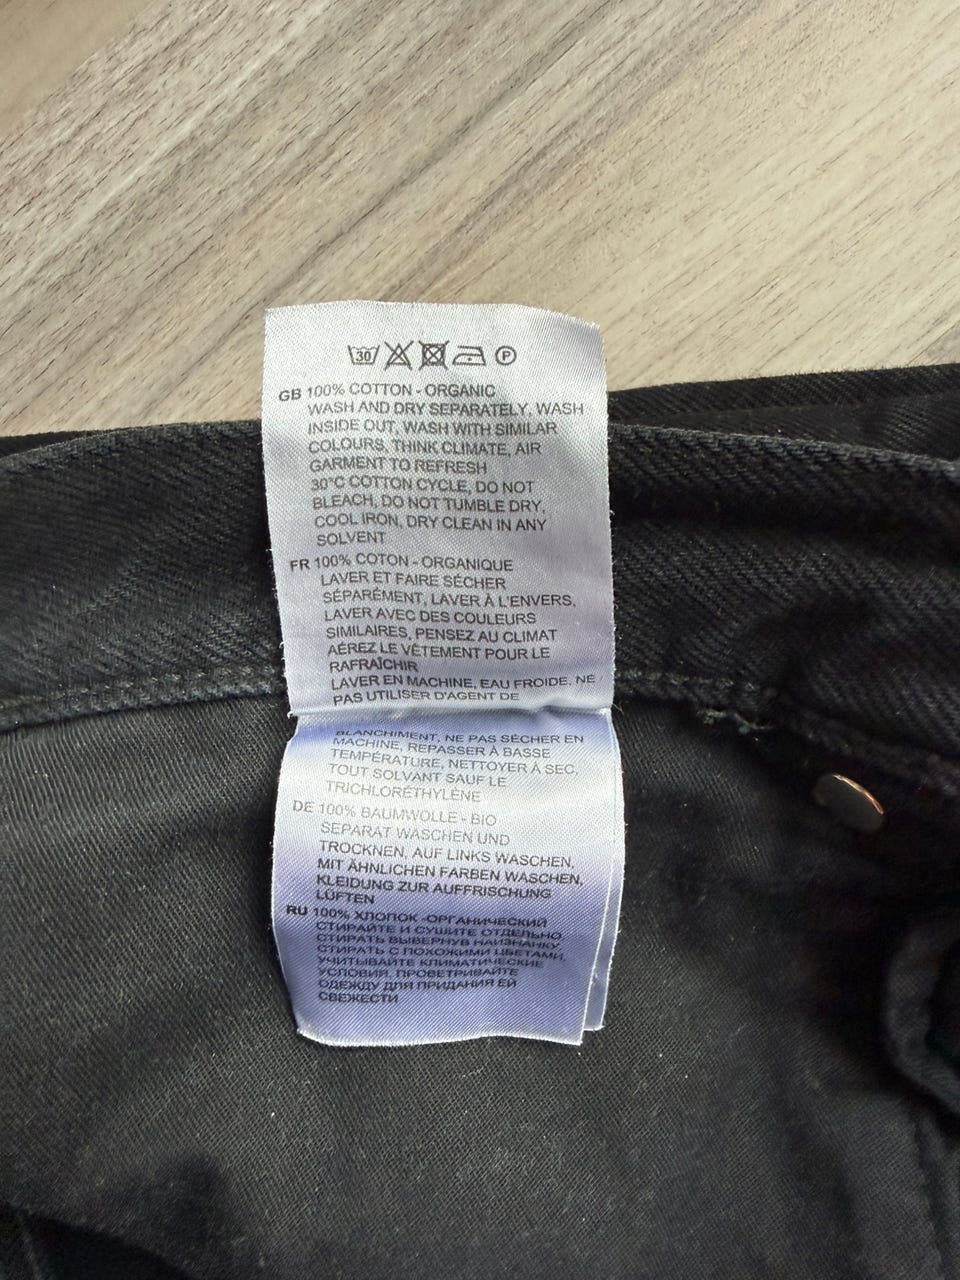 30 P
GB 100% COTTON - ORGANIC
WASH AND DRY SEPARATELY, WASH
INSIDE OUT, WASH WITH SIMILAR
COLOURS, THINK CLIMATE, AIR
GARMENT TO REFRESH
30°C COTTON CYCLE, DO NOT
BLEACH, DO NOT TUMBLE DRY,
COOL IRON, DRY CLEAN IN ANY
SOLVENT
FR 100% COTON - ORGANIQUE
LAVER ET FAIRE SÉCHER
SÉPARÉMENT, LAVER À L'ENVERS,
LAVER AVEC DES COULEURS
SIMILAIRES, PENSEZ AU CLIMAT
AÉREZ LE VÊTEMENT POUR LE
RAFRAÎCHIR
LAVER EN MACHINE, EAU FROIDE. NE
PAS UTILISER D'AGENT DE
BLANCHIMENT, NE PAS SÉCHER EN
MACHINE, REPASSER À BASSE
TEMPÉRATURE, NETTOYER À SEC,
TOUT SOLVANT SAUF LE
TRICHLORÉTHYLÈNE
DE 100% BAUMWOLLE - BIO
SEPARAT WASCHEN UND
TROCKNEN, AUF LINKS WASCHEN,
MIT ÄHNLICHEN FARBEN WASCHEN,
KLEIDUNG ZUR AUFFRISCHUNG
LÜFTEN
RU 100% ХЛОПОК -ОРГАНИЧЕСКИЙ
СТИРАЙТЕ И СУШИТЕ ОТДЕЛЬНО,
СТИРАТЬ ВЫВЕРНУВ НАИЗНАНКУ,
СТИРАТЬ С ПОХОЖИМИ ЦВЕТАМИ,
УЧИТЫВАЙТЕ КЛИМАТИЧЕСКИЕ
УСЛОВИЯ. ПРОВЕТРИВАЙТЕ
ОДЕЖДУ ДЛЯ ПРИДАНИЯ ЕЙ
СВЕЖЕСТИ